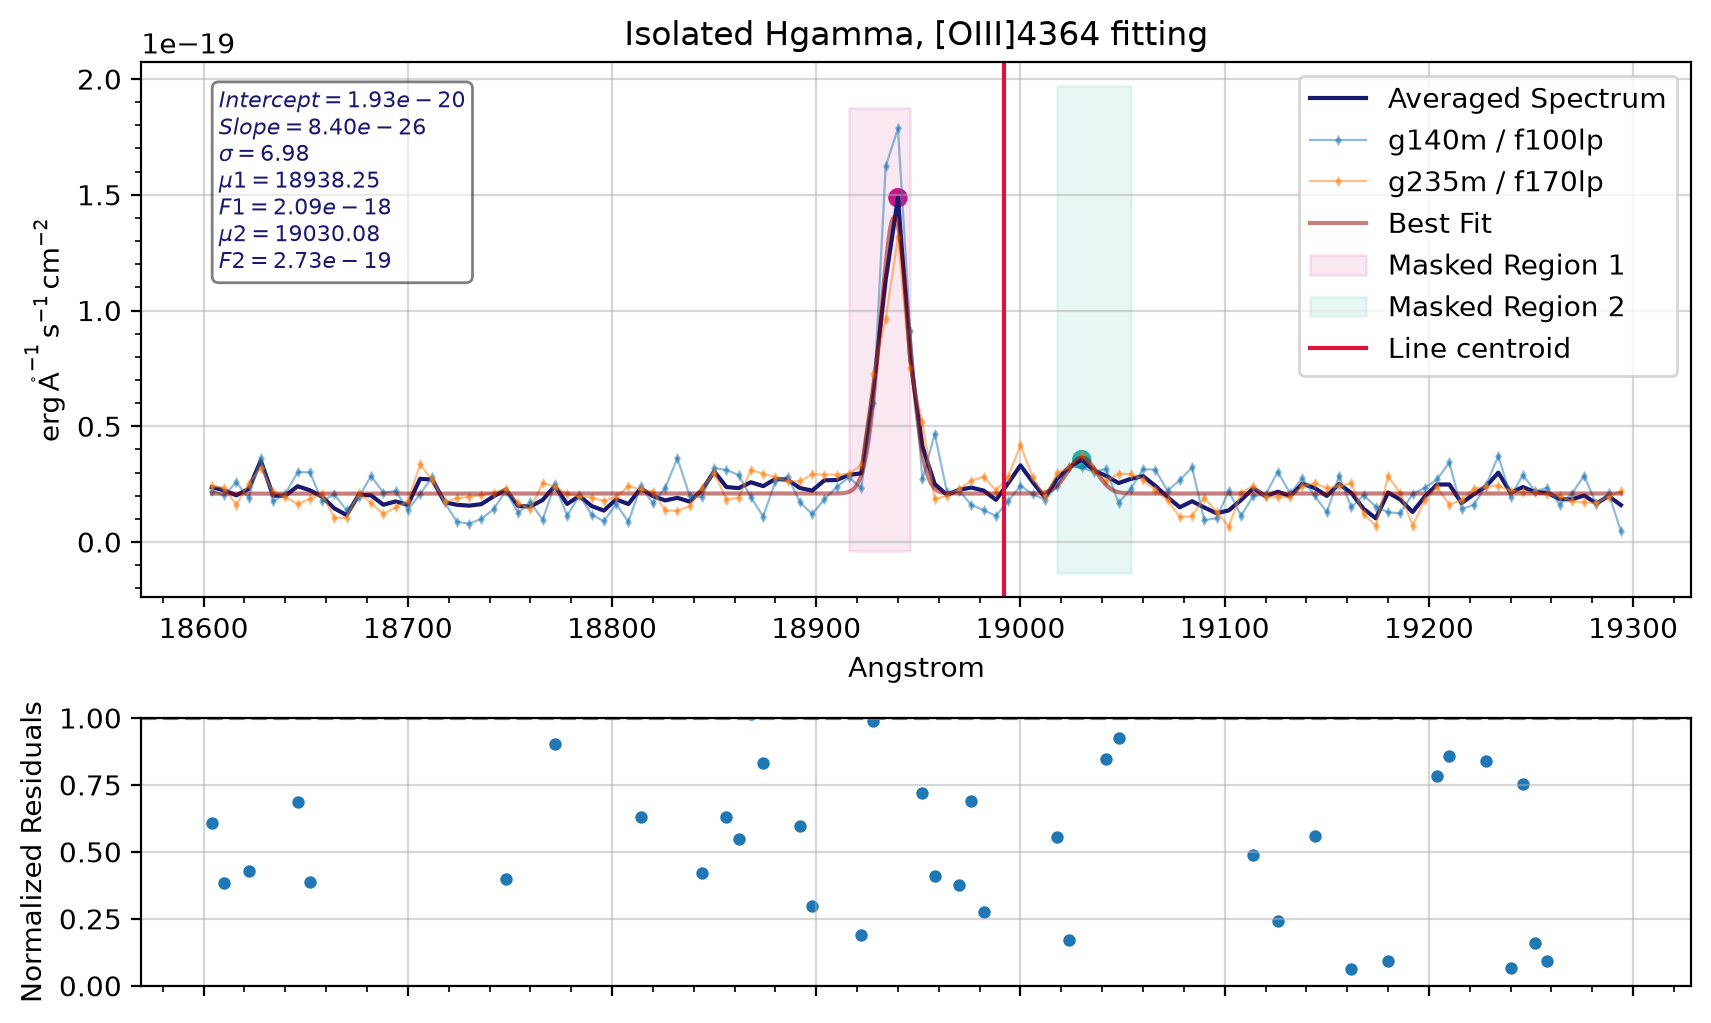 Isolated Hgamma, [OIII]4364 fitting
1e−19
Intercept = 1.93e − 20
Slope = 8.40e − 26
σ = 6.98
μ1 = 18938.25
F1 = 2.09e − 18
μ2 = 19030.08
F2 = 2.73e − 19
Averaged Spectrum
g140m / f100lp
g235m / f170lp
Best Fit
Masked Region 1
Masked Region 2
Line centroid
2.0
1.5
1.0
0.5
0.0
erg Å⁻¹ s⁻¹ cm⁻²
18600 18700 18800 18900 19000 19100 19200 19300
Angstrom
1.00
0.75
0.50
0.25
0.00
Normalized Residuals